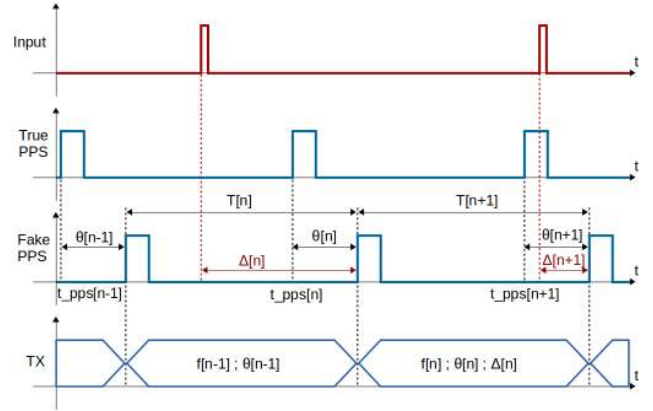 Input
t
True
PPS
t
T[n]
T[n+1]
Fake
PPS
θ[n-1]
θ[n]
θ[n+1]
Δ[n]
Δ[n+1]
t
t_pps[n-1]
t_pps[n]
t_pps[n+1]
TX
f[n-1] ; θ[n-1]
f[n] ; θ[n] ; Δ[n]
t